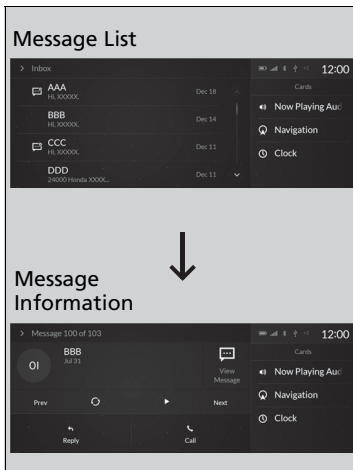 Message List
> Inbox
12:00
AAA
Hi, XXXXX.
Dec 18
Cards
Now Playing Aud
BBB
Hi, XXXXX.
Dec 14
Navigation
CCC
Hi, XXXXX.
Dec 11
Clock
DDD
24000 Honda XXXX...
Dec 11
Message
Information
> Message 100 of 103
12:00
OI
BBB
Jul 31
View
Message
Cards
Now Playing Aud
Prev
Next
Navigation
Reply
Call
Clock